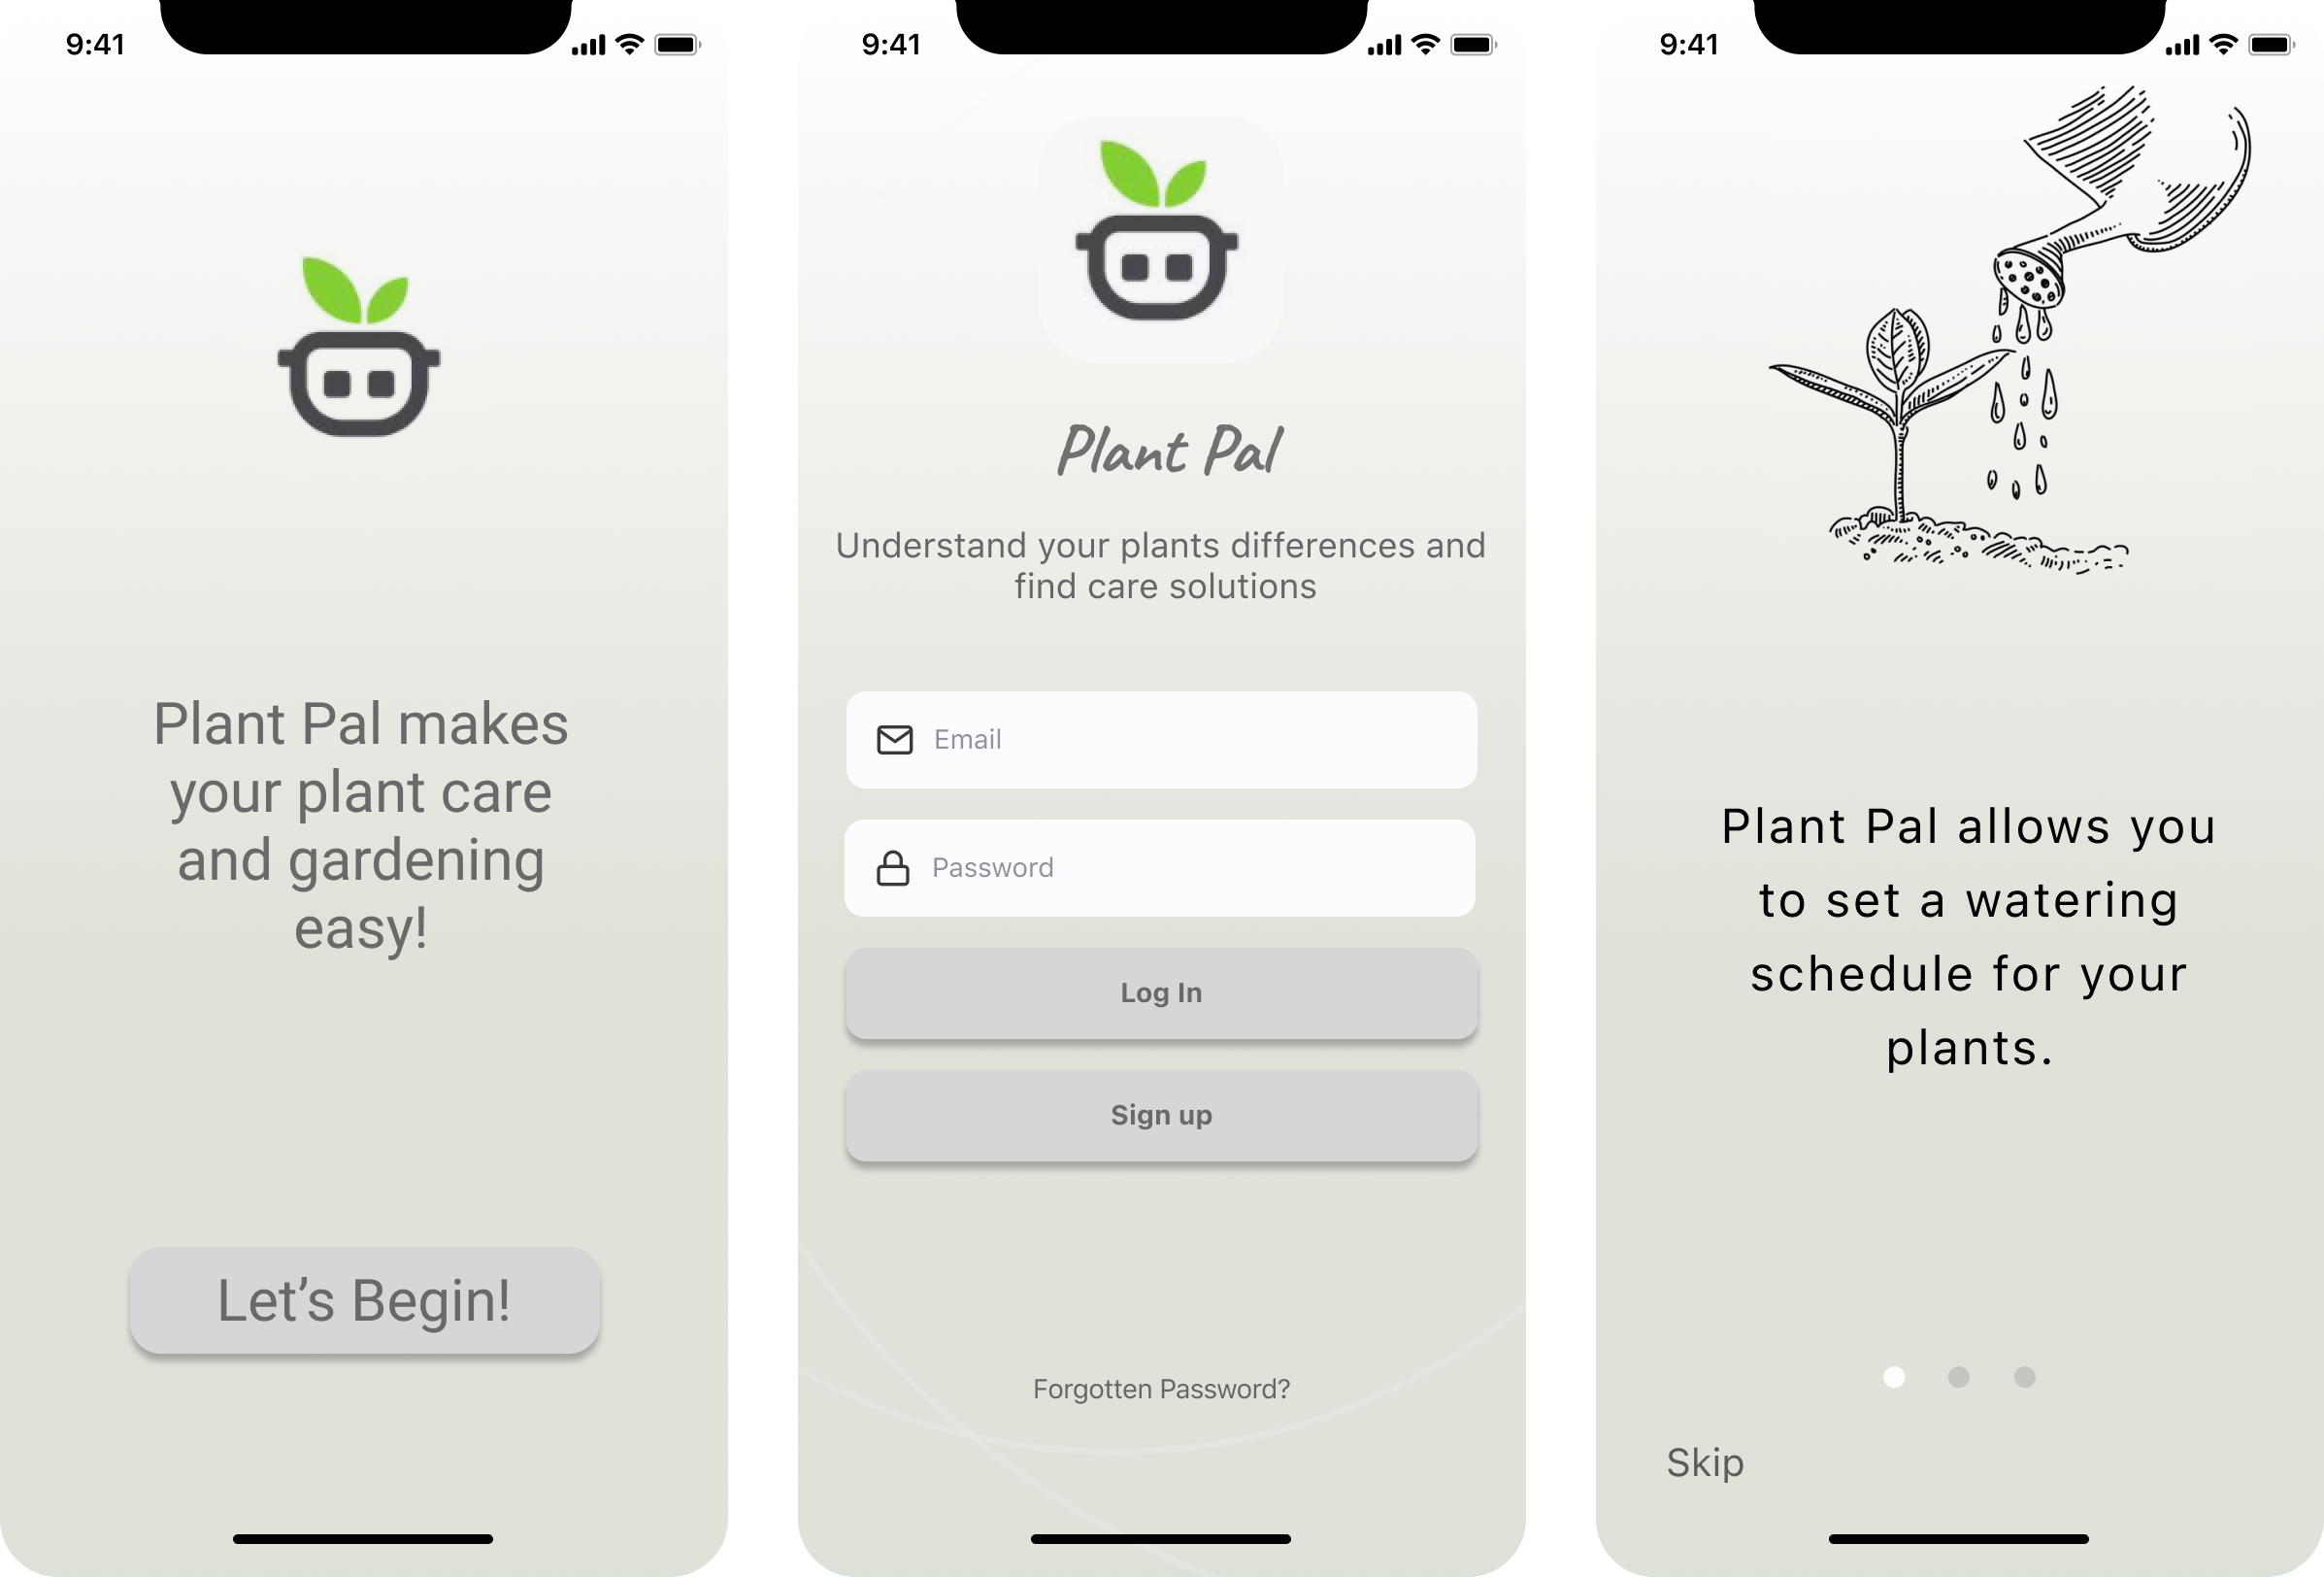 9:41
Plant Pal makes
your plant care
and gardening
easy!
Let’s Begin!
9:41
Plant Pal
Understand your plants differences and
find care solutions
Email
Password
Log In
Sign up
Forgotten Password?
9:41
Plant Pal allows you
to set a watering
schedule for your
plants.
Skip